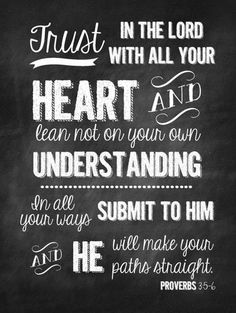 Trust IN THE LORD
WITH ALL YOUR
HEART AND
lean not on your own
UNDERSTANDING
In all
your ways SUBMIT TO HIM
AND HE will make your
paths straight.
PROVERBS 3:5-6